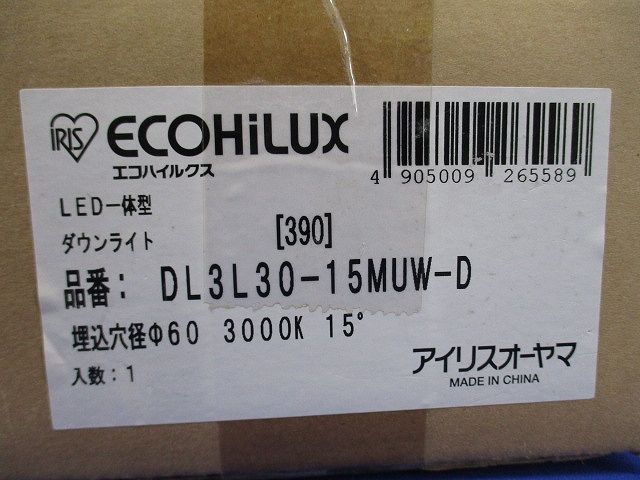 IRIS ECOHiLUX
エコハイルクス
4 905009 265589
LED一体型
ダウンライト [390]
品番: DL3L30-15MUW-D
埋込穴径Φ60 3000K 15°
入数:1
アイリスオーヤマ
MADE IN CHINA